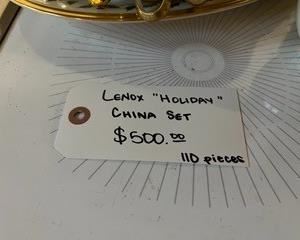 LENOX "HOLIDAY"
CHINA SET
$500.00
110 pieces